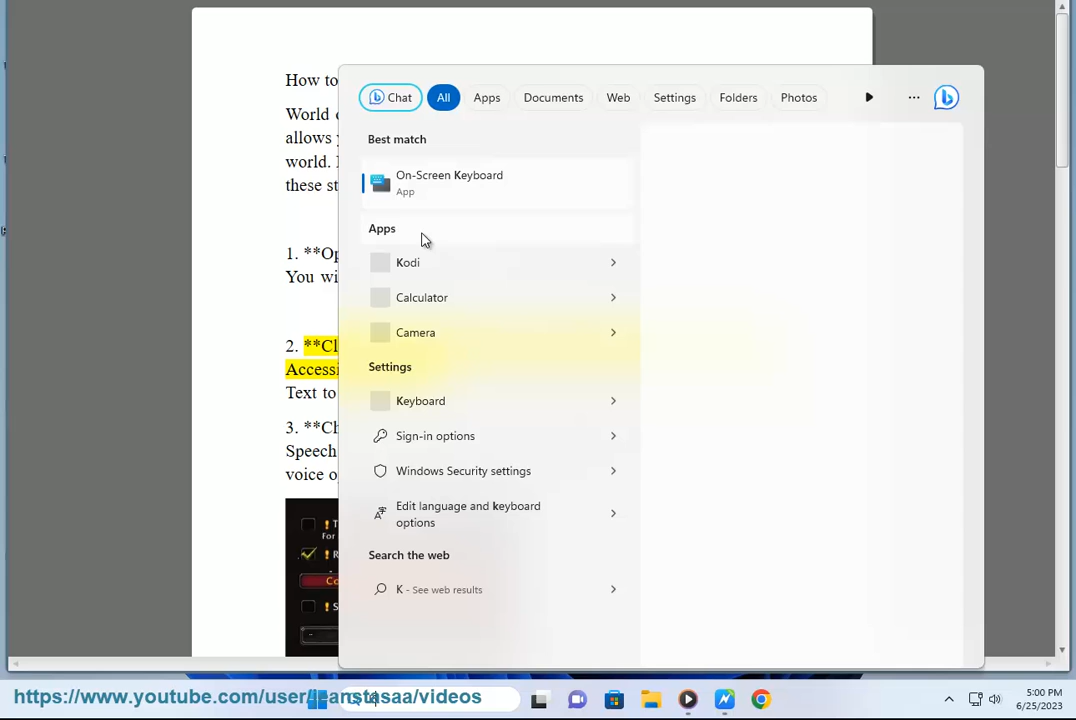 How to
World
allows
world.
these st
1. **Op
You wi
2. **Cl
Accessi
Text to
3. **Ch
Speech
voice o
Co
Chat All Apps Documents Web Settings Folders Photos ...
Best match
On-Screen Keyboard
App
Apps
Kodi
Calculator
Camera
Settings
Keyboard
Sign-in options
Windows Security settings
Edit language and keyboard
options
Search the web
K - See web results
https://www.youtube.com/user/jeanstasaa/videos
5:00 PM
6/25/2023